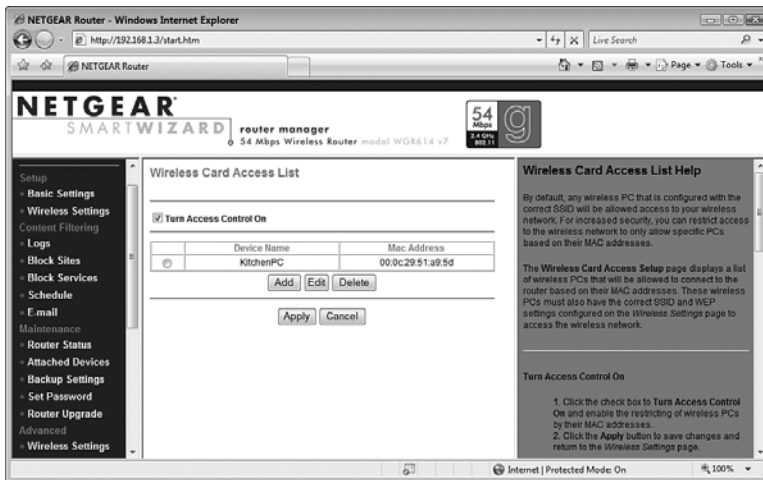 NETGEAR Router - Windows Internet Explorer
http://192.168.1.3/start.htm
Live Search
NETGEAR Router
Page
Tools
NETGEAR
SMARTWIZARD
router manager
54 Mbps Wireless Router model WGR614 v7
54
Mbps
2.4 GHz
802.11
g
Setup
Basic Settings
Wireless Settings
Content Filtering
Logs
Block Sites
Block Services
Schedule
E-mail
Maintenance
Router Status
Attached Devices
Backup Settings
Set Password
Router Upgrade
Advanced
Wireless Settings
Wireless Card Access List
Turn Access Control On
Device Name Mac Address
KitchenPC 00:0c:29:51:a9:5d
Add Edit Delete
Apply Cancel
Wireless Card Access List Help
By default, any wireless PC that is configured with the
correct SSID will be allowed access to your wireless
network. For increased security, you can restrict access
to the wireless network to only allow specific PCs
based on their MAC addresses.
The Wireless Card Access Setup page displays a list
of wireless PCs that will be allowed to connect to the
router based on their MAC addresses. These wireless
PCs must also have the correct SSID and WEP
settings configured on the Wireless Settings page to
access the wireless network.
Turn Access Control On
1. Click the check box to Turn Access Control
On and enable the restricting of wireless PCs
by their MAC addresses.
2. Click the Apply button to save changes and
return to the Wireless Settings page.
Internet | Protected Mode: On
100%